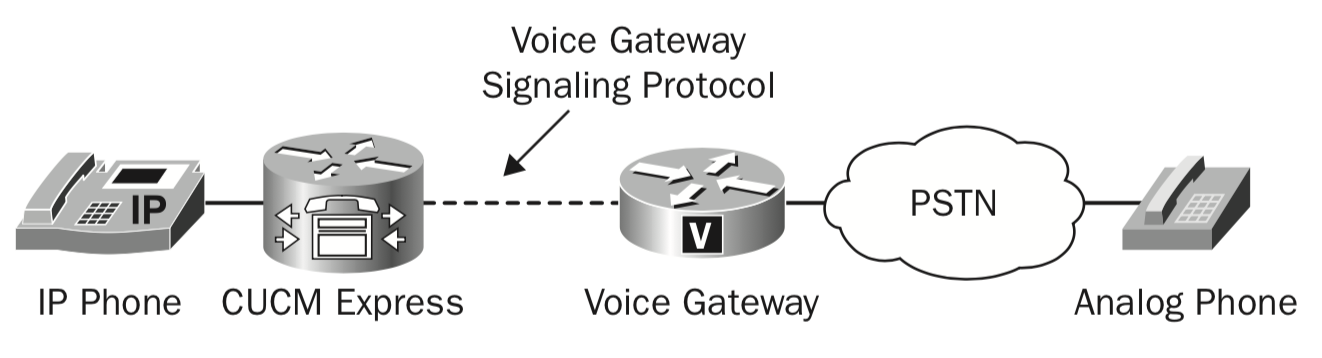 Voice Gateway
Signaling Protocol
IP
V
PSTN
IP Phone
CUCM Express
Voice Gateway
Analog Phone